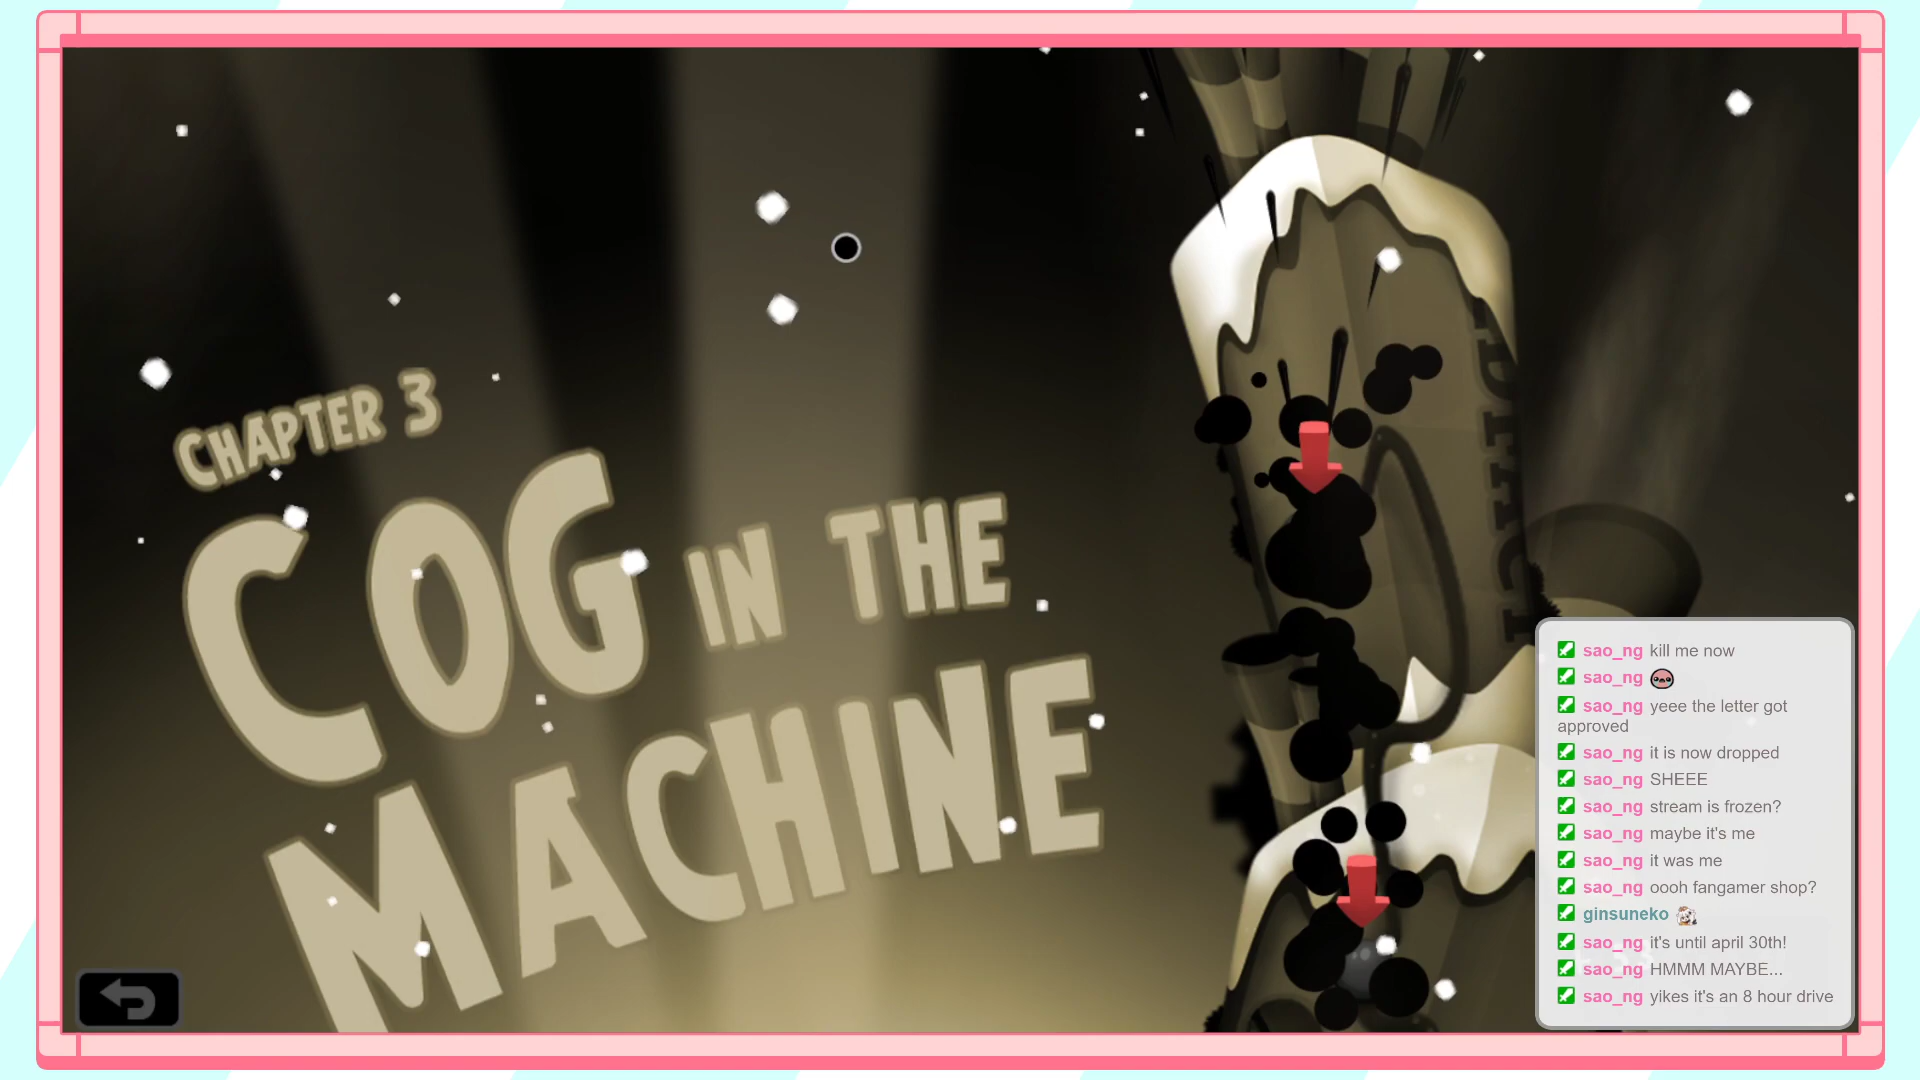 CHAPTER 3
COG IN THE
MACHINE
sao_ng kill me now
sao_ng
sao_ng yeee the letter got
approved
sao_ng it is now dropped
sao_ng SHEEE
sao_ng stream is frozen?
sao_ng maybe it's me
sao_ng it was me
sao_ng oooh fangamer shop?
ginsuneko
sao_ng it's until april 30th!
sao_ng HMMM MAYBE...
sao_ng yikes it's an 8 hour drive